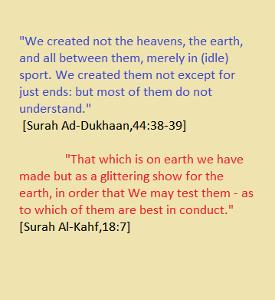 "We created not the heavens, the earth,
and all between them, merely in (idle)
sport. We created them not except for
just ends: but most of them do not
understand."
[Surah Ad-Dukhaan,44:38-39]
"That which is on earth we have
made but as a glittering show for the
earth, in order that We may test them - as
to which of them are best in conduct."
[Surah Al-Kahf,18:7]